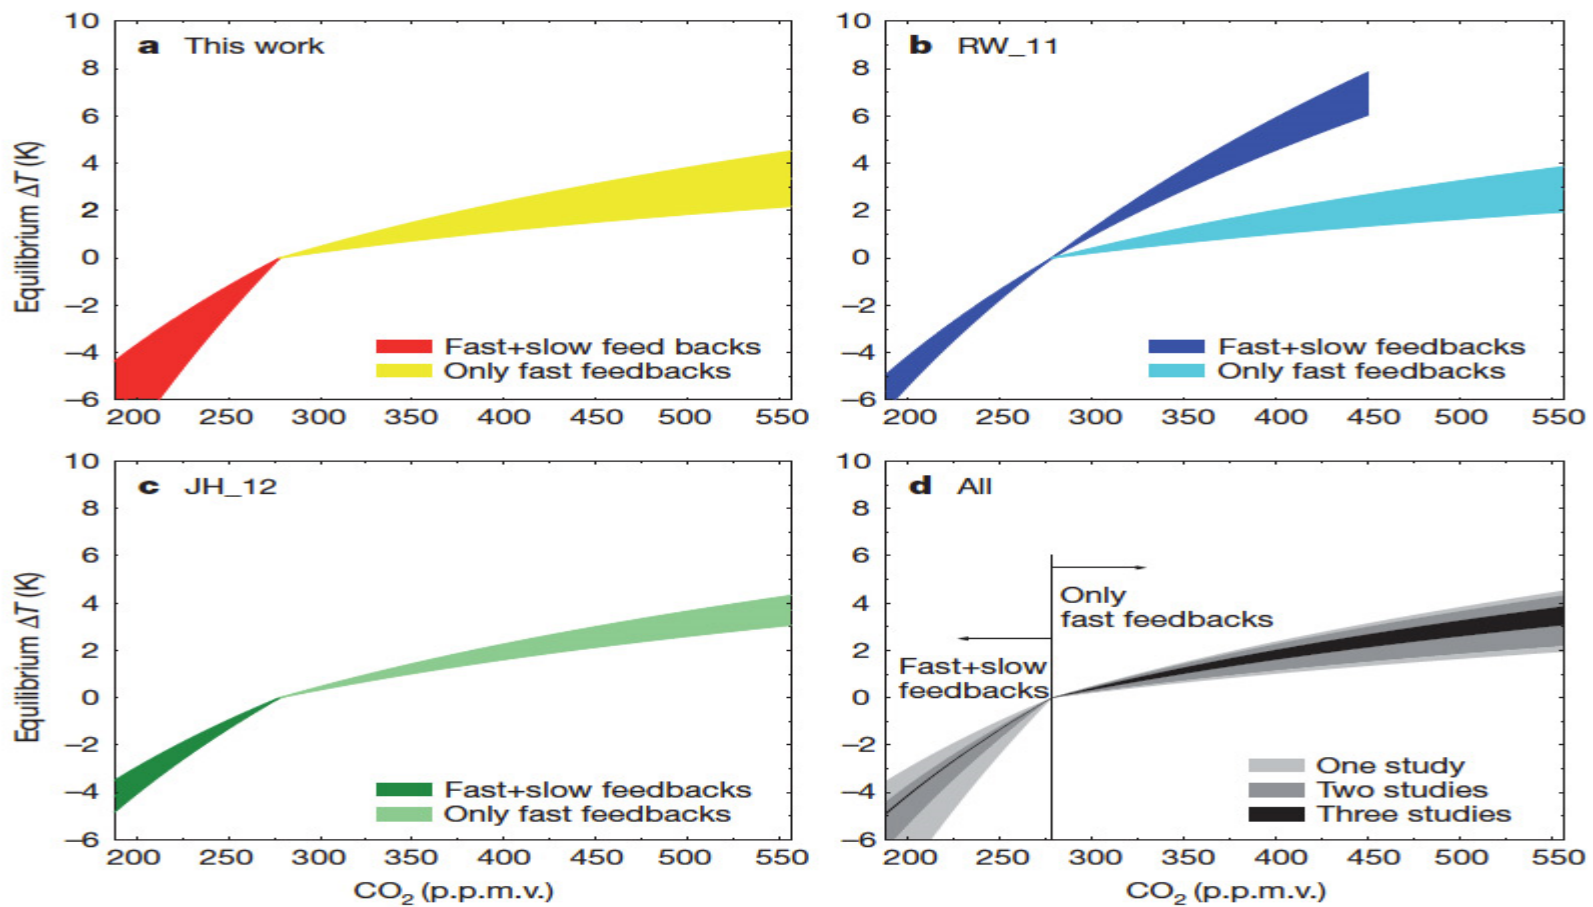 a This work
10
8
6
4
2
0
−2
−4
−6
Equilibrium ΔT (K)
Fast+slow feed backs
Only fast feedbacks
200 250 300 350 400 450 500 550
b RW_11
10
8
6
4
2
0
−2
−4
−6
Fast+slow feedbacks
Only fast feedbacks
200 250 300 350 400 450 500 550
c JH_12
10
8
6
4
2
0
−2
−4
−6
Equilibrium ΔT (K)
Fast+slow feedbacks
Only fast feedbacks
200 250 300 350 400 450 500 550
CO₂ (p.p.m.v.)
d All
10
8
6
4
2
0
−2
−4
−6
Only
fast feedbacks
Fast+slow
feedbacks
One study
Two studies
Three studies
200 250 300 350 400 450 500 550
CO₂ (p.p.m.v.)